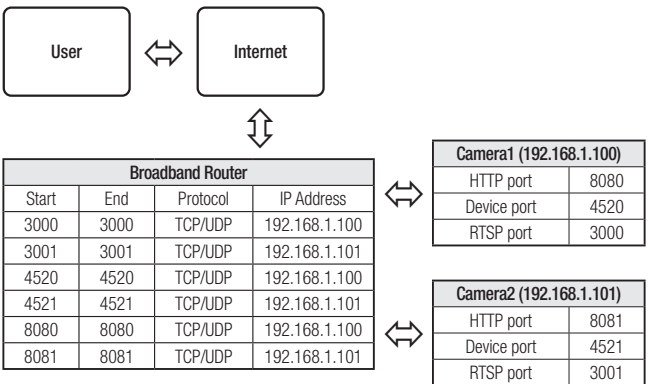 User
Internet
Broadband Router
Start End Protocol IP Address
3000 3000 TCP/UDP 192.168.1.100
3001 3001 TCP/UDP 192.168.1.101
4520 4520 TCP/UDP 192.168.1.100
4521 4521 TCP/UDP 192.168.1.101
8080 8080 TCP/UDP 192.168.1.100
8081 8081 TCP/UDP 192.168.1.101
Camera1 (192.168.1.100)
HTTP port 8080
Device port 4520
RTSP port 3000
Camera2 (192.168.1.101)
HTTP port 8081
Device port 4521
RTSP port 3001